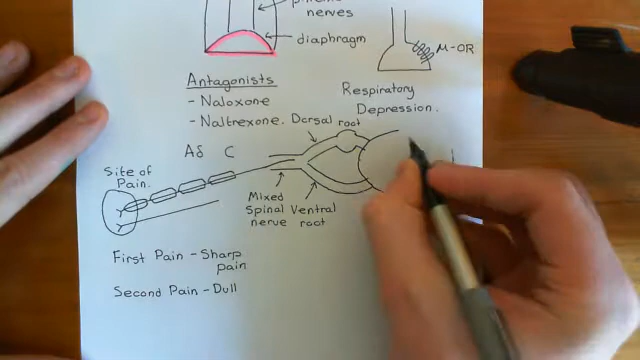 nerves
diaphragm
μ-OR
Antagonists
- Naloxone
- Naltrexone.
Respiratory
Depression.
Dorsal root
Aδ C
Site of
Pain.
Mixed
Spinal
nerve
Ventral
root
First Pain - Sharp
pain
Second Pain - Dull